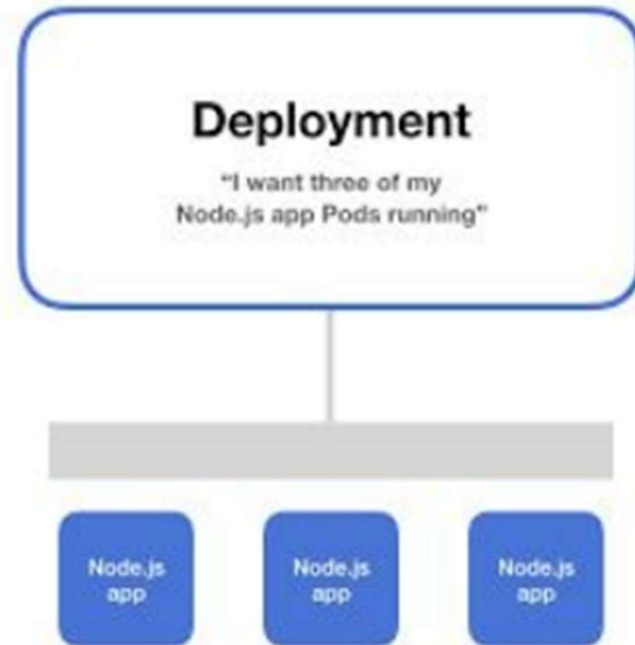 Deployment
“I want three of my
Node.js app Pods running”
Node.js
app
Node.js
app
Node.js
app